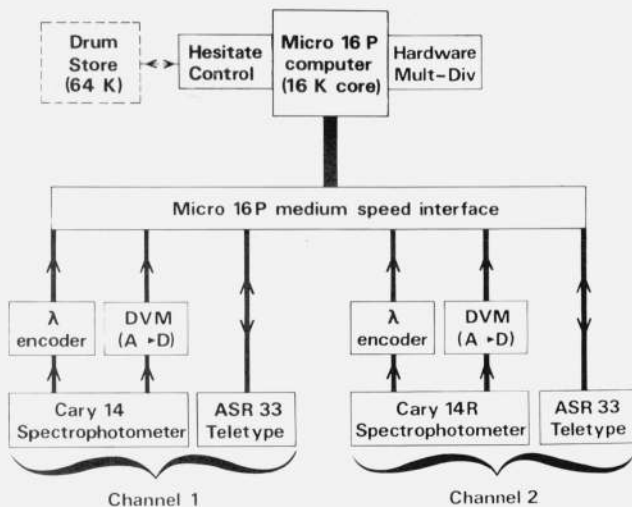 Drum
Store
(64 K)
Hesitate
Control
Micro 16 P
computer
(16 K core)
Hardware
Mult-Div
Micro 16P medium speed interface
λ
encoder
DVM
(A ▸D)
λ
encoder
DVM
(A ▸D)
Cary 14
Spectrophotometer
ASR 33
Teletype
Cary 14R
Spectrophotometer
ASR 33
Teletype
Channel 1
Channel 2